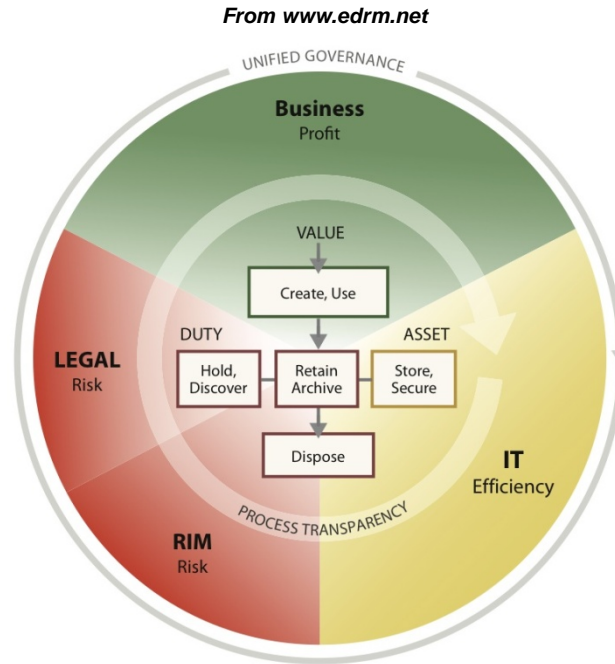 From www.edrm.net
UNIFIED GOVERNANCE
Business
Profit
VALUE
Create, Use
DUTY
ASSET
LEGAL
Risk
Hold,
Discover
Retain
Archive
Store,
Secure
Dispose
IT
Efficiency
PROCESS TRANSPARENCY
RIM
Risk